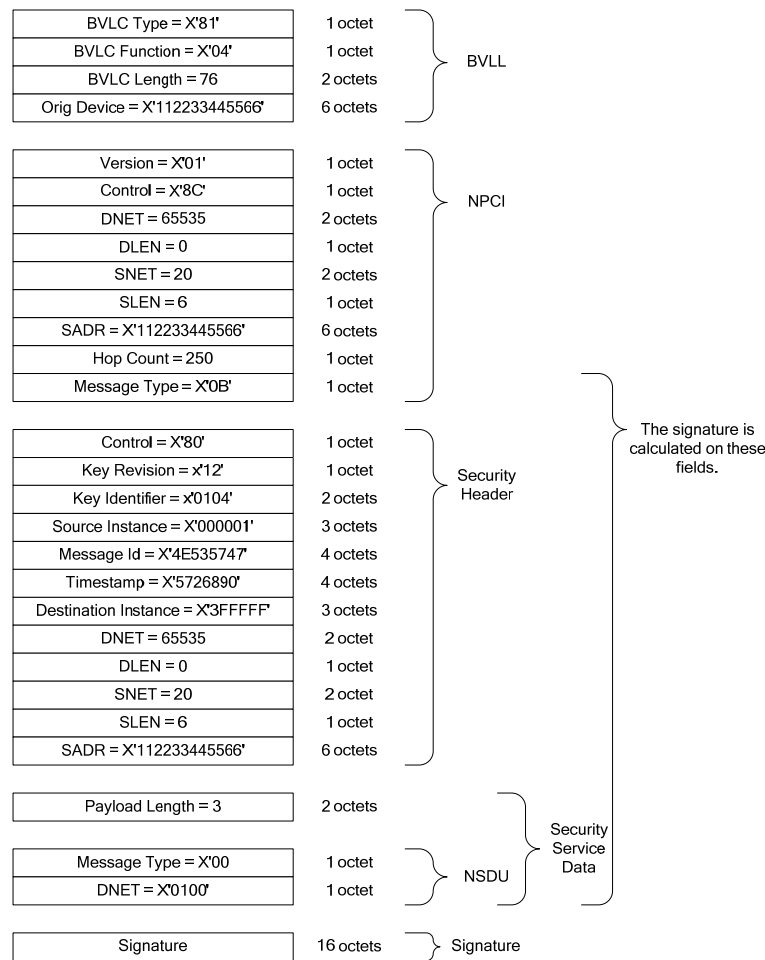 BVLC Type = X'81' 1 octet
BVLC Function = X'04' 1 octet
BVLC Length = 76 2 octets
Orig Device = X'112233445566' 6 octets
BVLL
Version = X'01' 1 octet
Control = X'8C' 1 octet
DNET = 65535 2 octets
DLEN = 0 1 octet
SNET = 20 2 octets
SLEN = 6 1 octet
SADR = X'112233445566' 6 octets
Hop Count = 250 1 octet
Message Type = X'0B' 1 octet
NPCI
Control = X'80' 1 octet
Key Revision = x'12' 1 octet
Key Identifier = x'0104' 2 octets
Source Instance = X'000001' 3 octets
Message Id = X'4E535747' 4 octets
Timestamp = X'5726890' 4 octets
Destination Instance = X'3FFFFF' 3 octets
DNET = 65535 2 octet
DLEN = 0 1 octet
SNET = 20 2 octet
SLEN = 6 1 octet
SADR = X'112233445566' 6 octets
Security
Header
Payload Length = 3 2 octets
Message Type = X'00 1 octet
DNET = X'0100' 1 octet
NSDU
Security
Service
Data
The signature is
calculated on these
fields.
Signature 16 octets
Signature